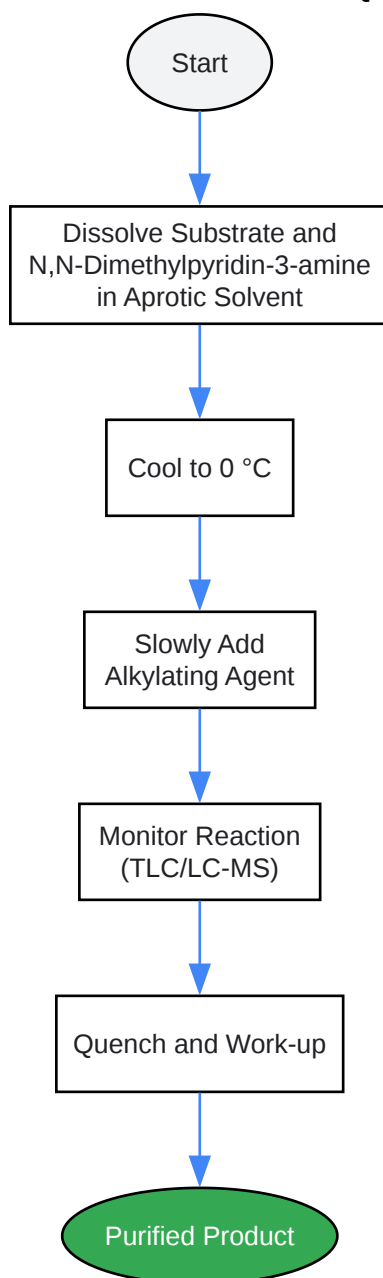 Start
Dissolve Substrate and
N,N-Dimethylpyridin-3-amine
in Aprotic Solvent
Cool to 0 °C
Slowly Add
Alkylating Agent
Monitor Reaction
(TLC/LC-MS)
Quench and Work-up
Purified Product